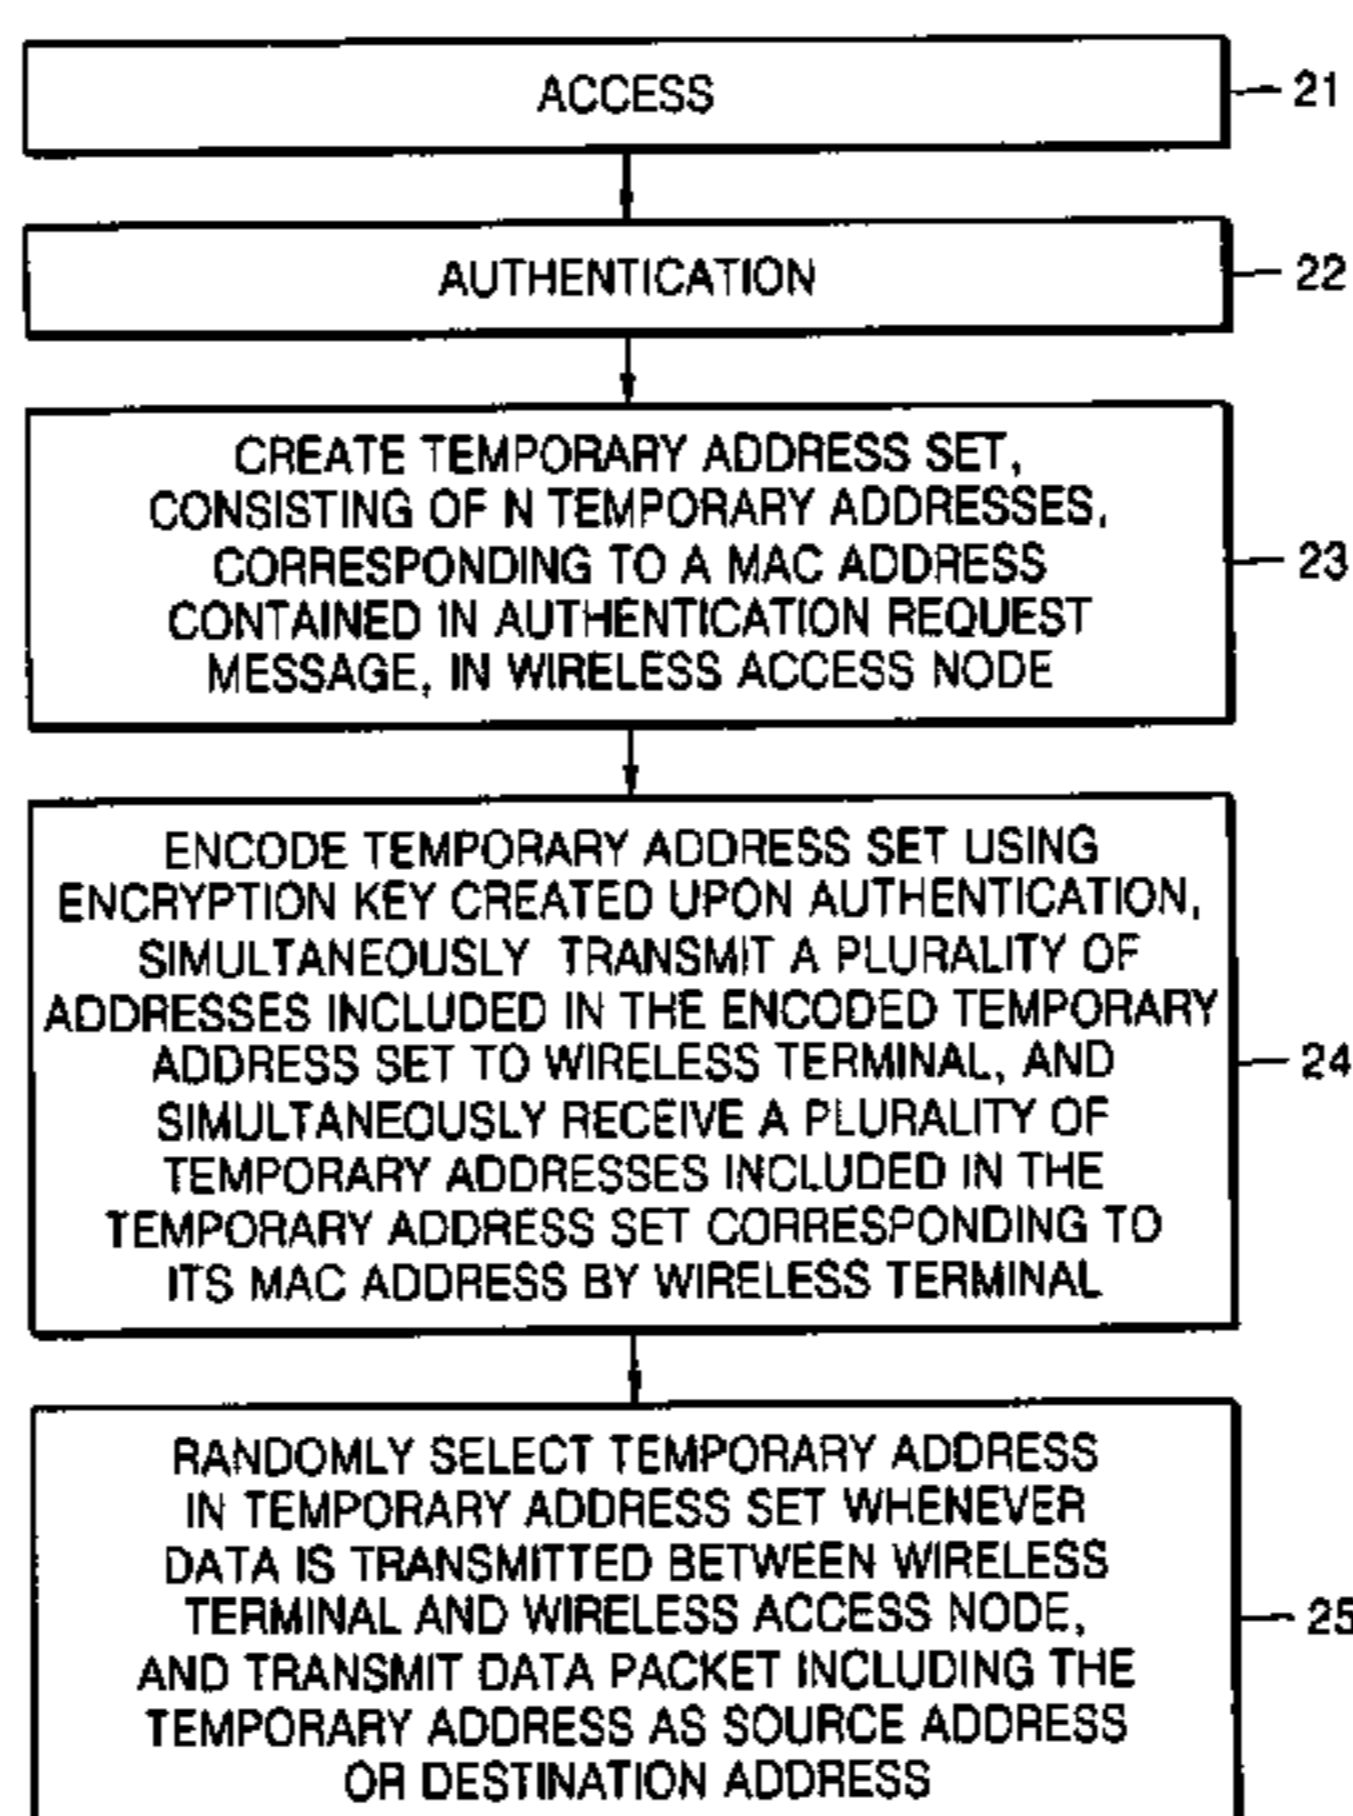 ACCESS
21
AUTHENTICATION
22
CREATE TEMPORARY ADDRESS SET,
CONSISTING OF N TEMPORARY ADDRESSES,
CORRESPONDING TO A MAC ADDRESS
CONTAINED IN AUTHENTICATION REQUEST
MESSAGE, IN WIRELESS ACCESS NODE
23
ENCODE TEMPORARY ADDRESS SET USING
ENCRYPTION KEY CREATED UPON AUTHENTICATION,
SIMULTANEOUSLY TRANSMIT A PLURALITY OF
ADDRESSES INCLUDED IN THE ENCODED TEMPORARY
ADDRESS SET TO WIRELESS TERMINAL, AND
SIMULTANEOUSLY RECEIVE A PLURALITY OF
TEMPORARY ADDRESSES INCLUDED IN THE
TEMPORARY ADDRESS SET CORRESPONDING TO
ITS MAC ADDRESS BY WIRELESS TERMINAL
24
RANDOMLY SELECT TEMPORARY ADDRESS
IN TEMPORARY ADDRESS SET WHENEVER
DATA IS TRANSMITTED BETWEEN WIRELESS
TERMINAL AND WIRELESS ACCESS NODE,
AND TRANSMIT DATA PACKET INCLUDING THE
TEMPORARY ADDRESS AS SOURCE ADDRESS
OR DESTINATION ADDRESS
25